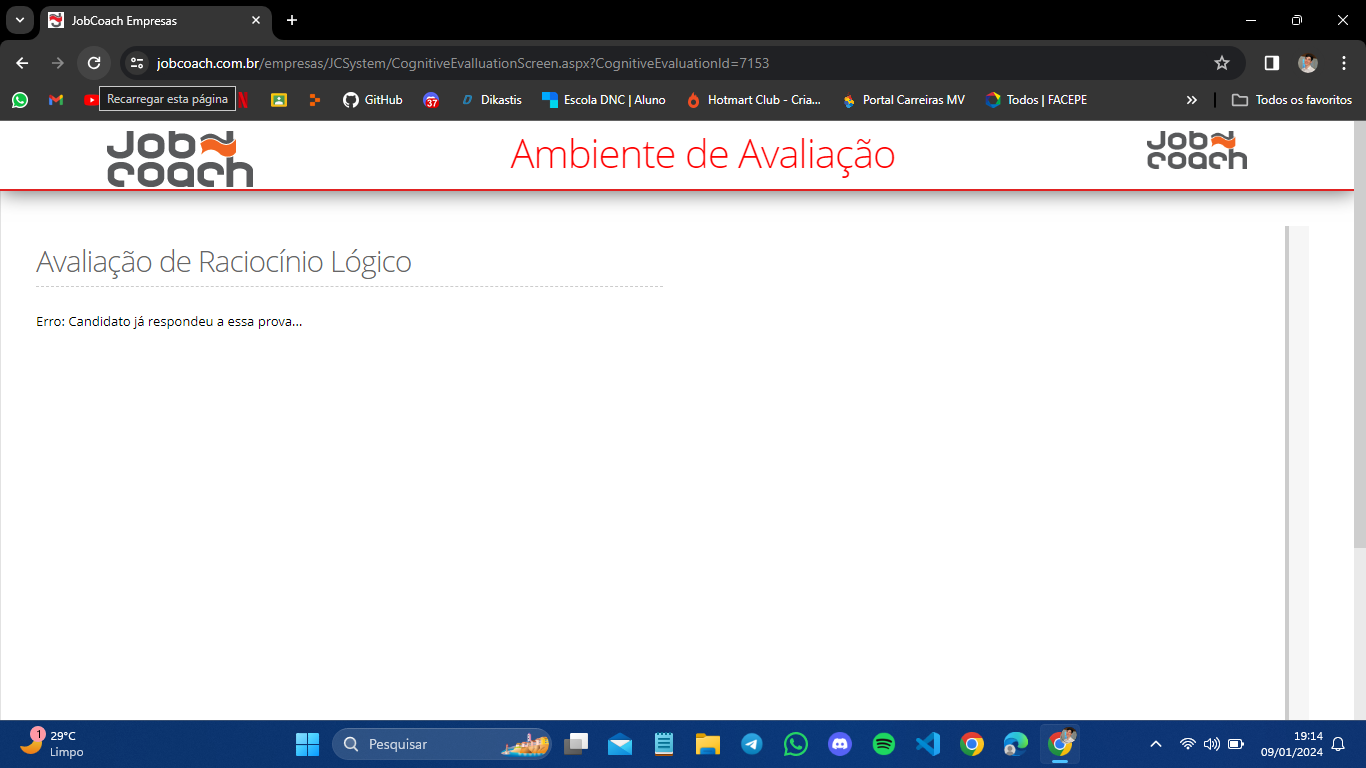 JobCoach Empresas
jobcoach.com.br/empresas/JCSystem/CognitiveEvalluationScreen.aspx?CognitiveEvaluationId=7153
Recarregar esta página
GitHub
37
Dikastis
Escola DNC | Aluno
Hotmart Club - Cria...
Portal Carreiras MV
Todos | FACEPE
Todos os favoritos
Job coach
Ambiente de Avaliação
Job coach
Avaliação de Raciocínio Lógico
Erro: Candidato já respondeu a essa prova...
1
29°C
Limpo
Pesquisar
19:14
09/01/2024